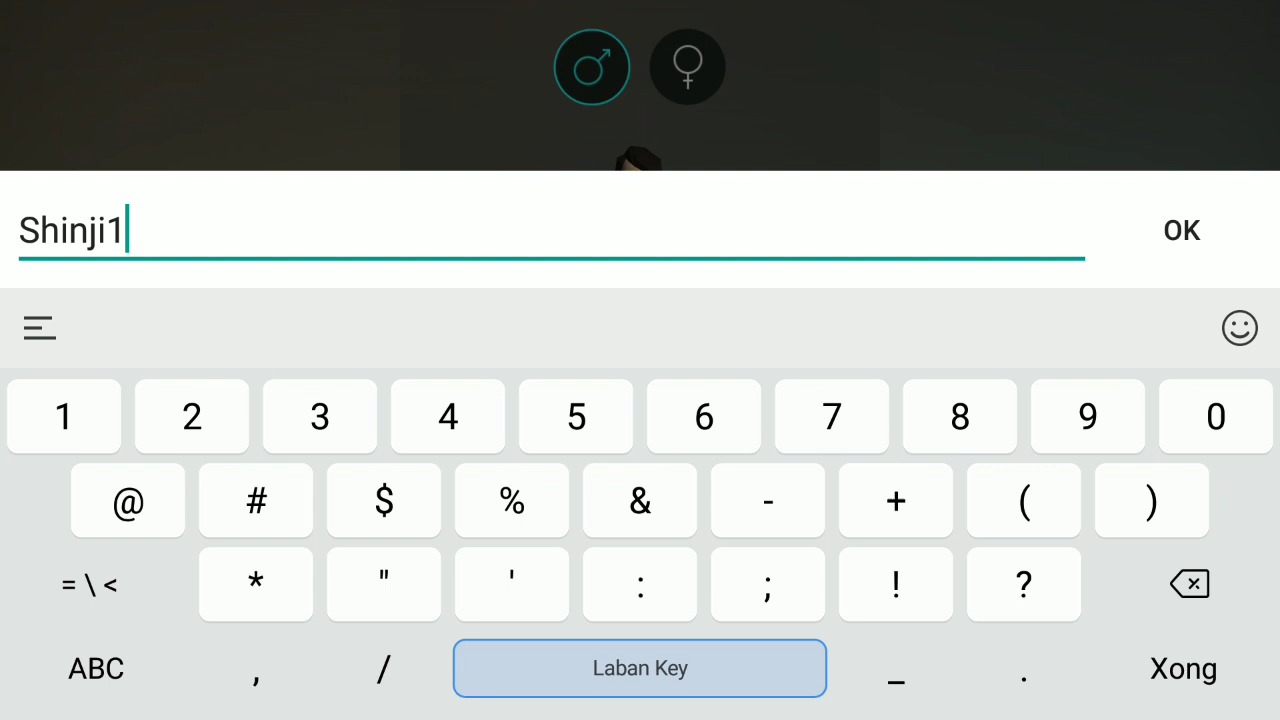 Shinji1
OK
1 2 3 4 5 6 7 8 9 0
@ # $ % & - + ( )
= \ < * " ' : ; ! ?
ABC , / Laban Key _ . Xong